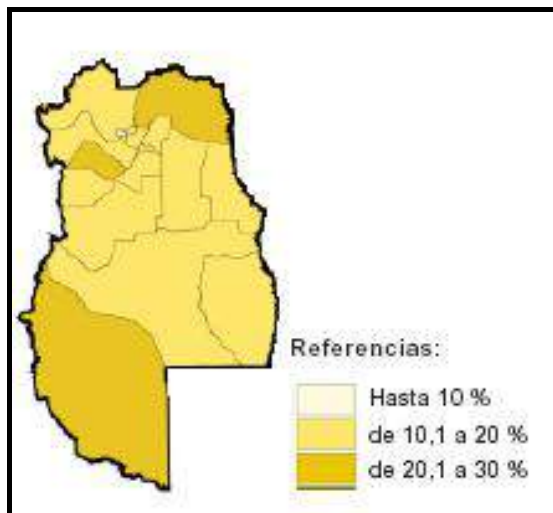 Referencias:
Hasta 10 %
de 10,1 a 20 %
de 20,1 a 30 %